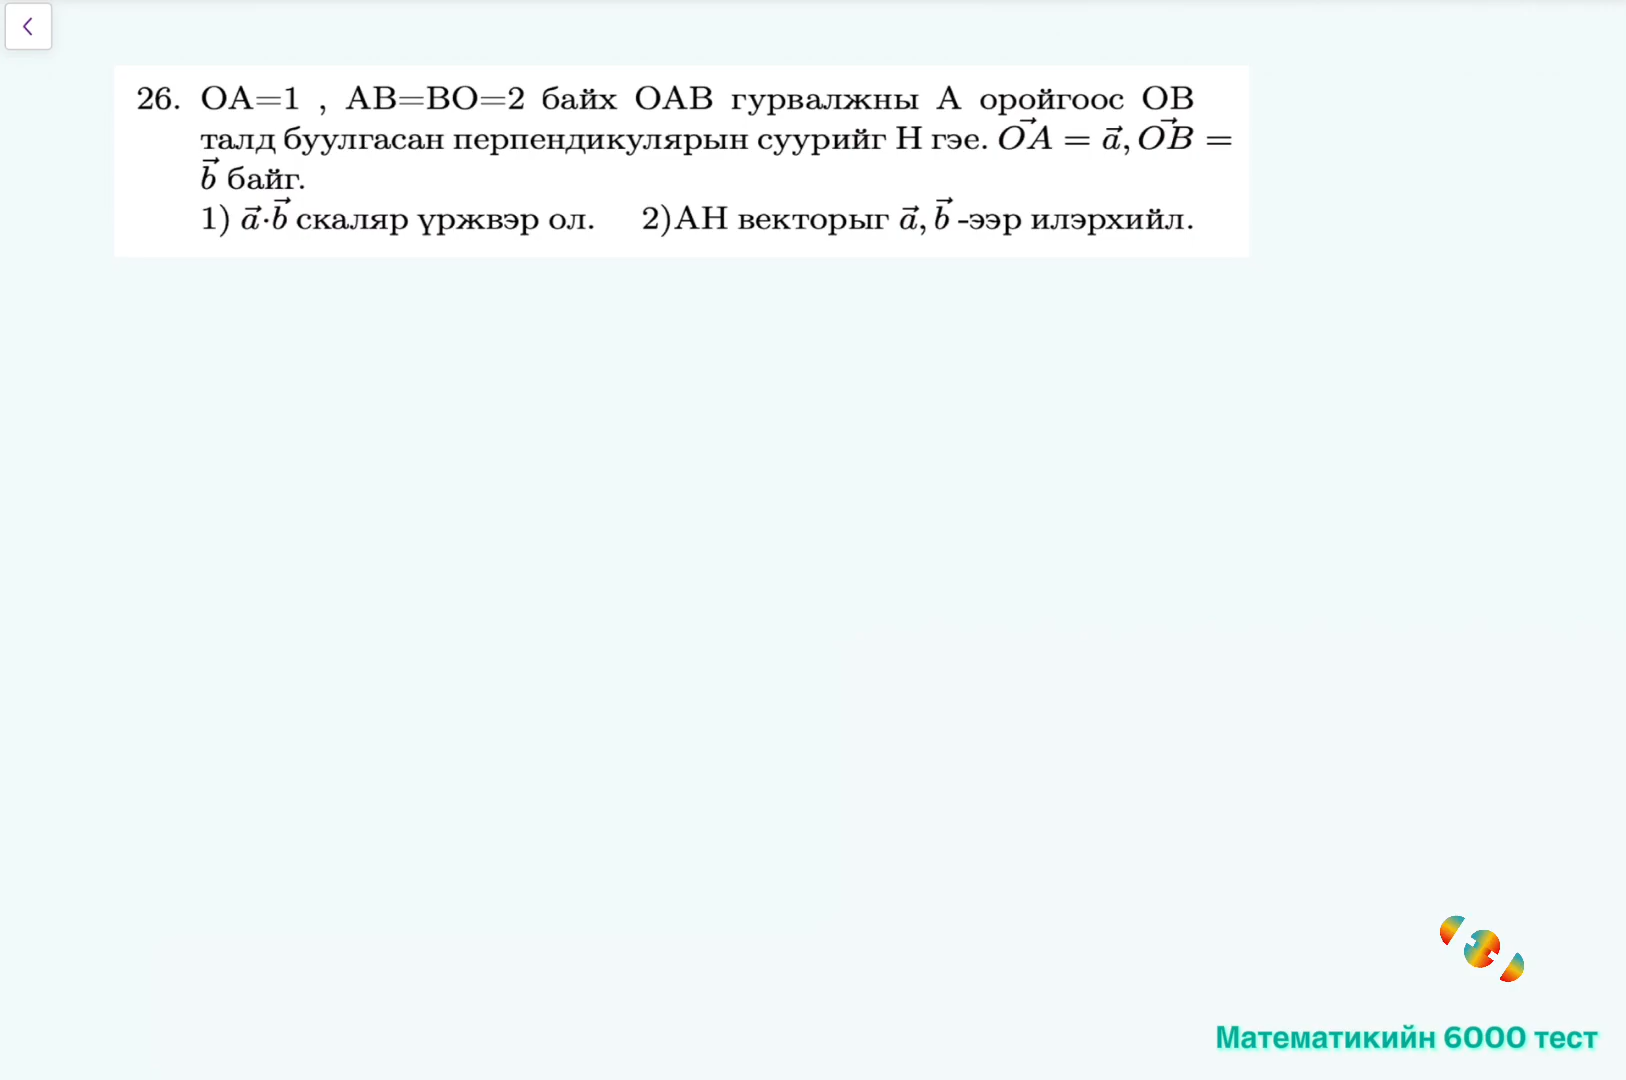 26. OA=1 , AB=BO=2 байх OAB гурвалжны A оройгоос OB
талд буулгасан перпендикулярын суурийг H гэе. $\vec{OA} = \vec{a}, \vec{OB} =$
$\vec{b}$ байг.
1) $\vec{a} \cdot \vec{b}$ скаляр үржвэр ол. 2)AH векторыг $\vec{a}, \vec{b}$ -ээр илэрхийл.
Математикийн 6000 тест